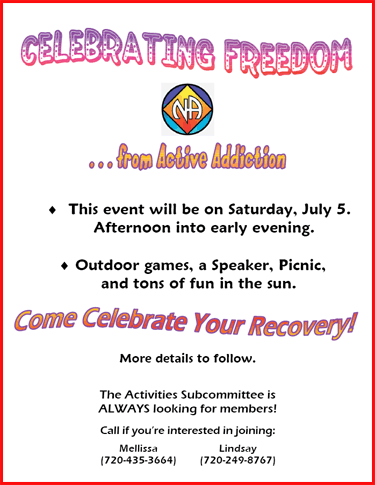 CELEBRATING FREEDOM
NA
...from Active Addiction
♦ This event will be on Saturday, July 5.
Afternoon into early evening.
♦ Outdoor games, a Speaker, Picnic,
and tons of fun in the sun.
Come Celebrate Your Recovery!
More details to follow.
The Activities Subcommittee is
ALWAYS looking for members!
Call if you're interested in joining:
Mellissa Lindsay
(720-435-3664) (720-249-8767)